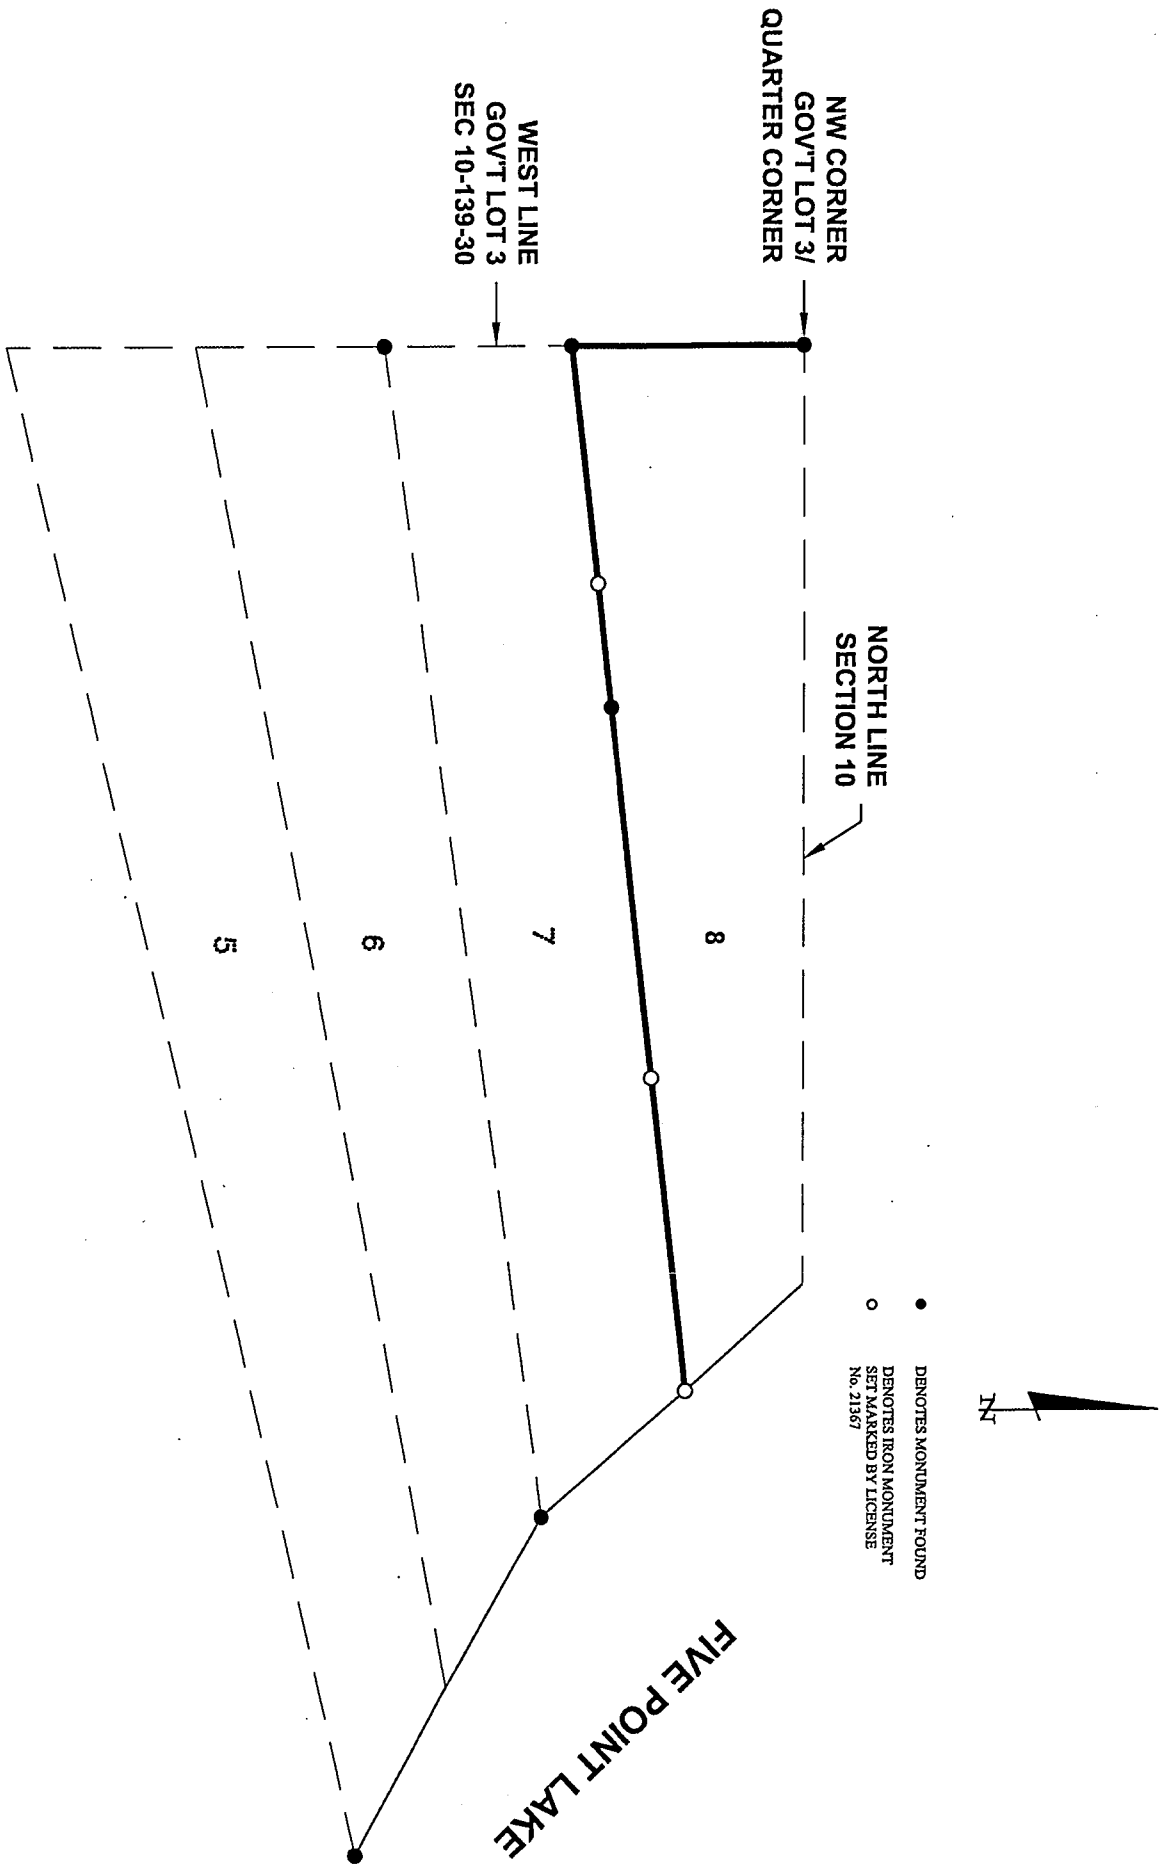 NW CORNER
GOV'T LOT 3/
QUARTER CORNER
WEST LINE
GOV'T LOT 3
SEC 10-139-30
NORTH LINE
SECTION 10
8
7
6
5
N
DENOTES MONUMENT FOUND
DENOTES IRON MONUMENT
SET MARKED BY LICENSE
No. 21367
FIVE POINT LAKE